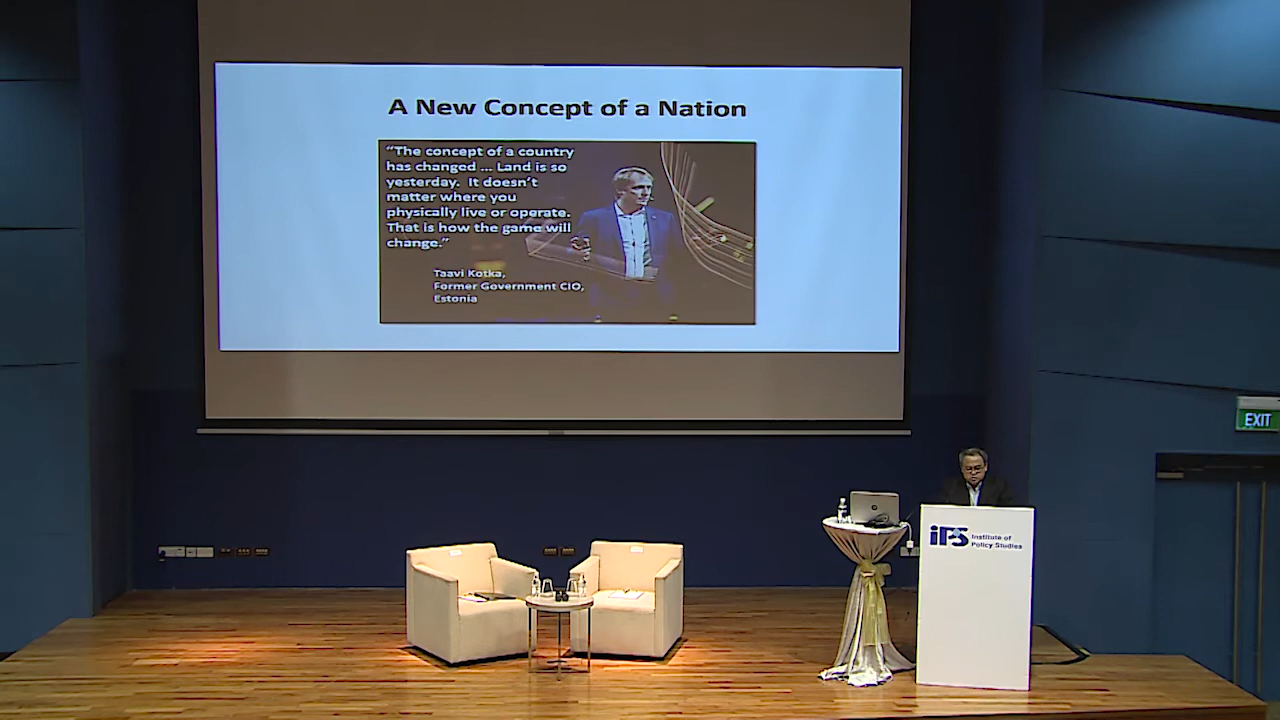 A New Concept of a Nation
“The concept of a country
has changed ... Land is so
yesterday. It doesn’t
matter where you
physically live or operate.
That is how the game will
change.”
Taavi Kotka,
Former Government CIO,
Estonia
EXIT
iPS Institute of
Policy Studies